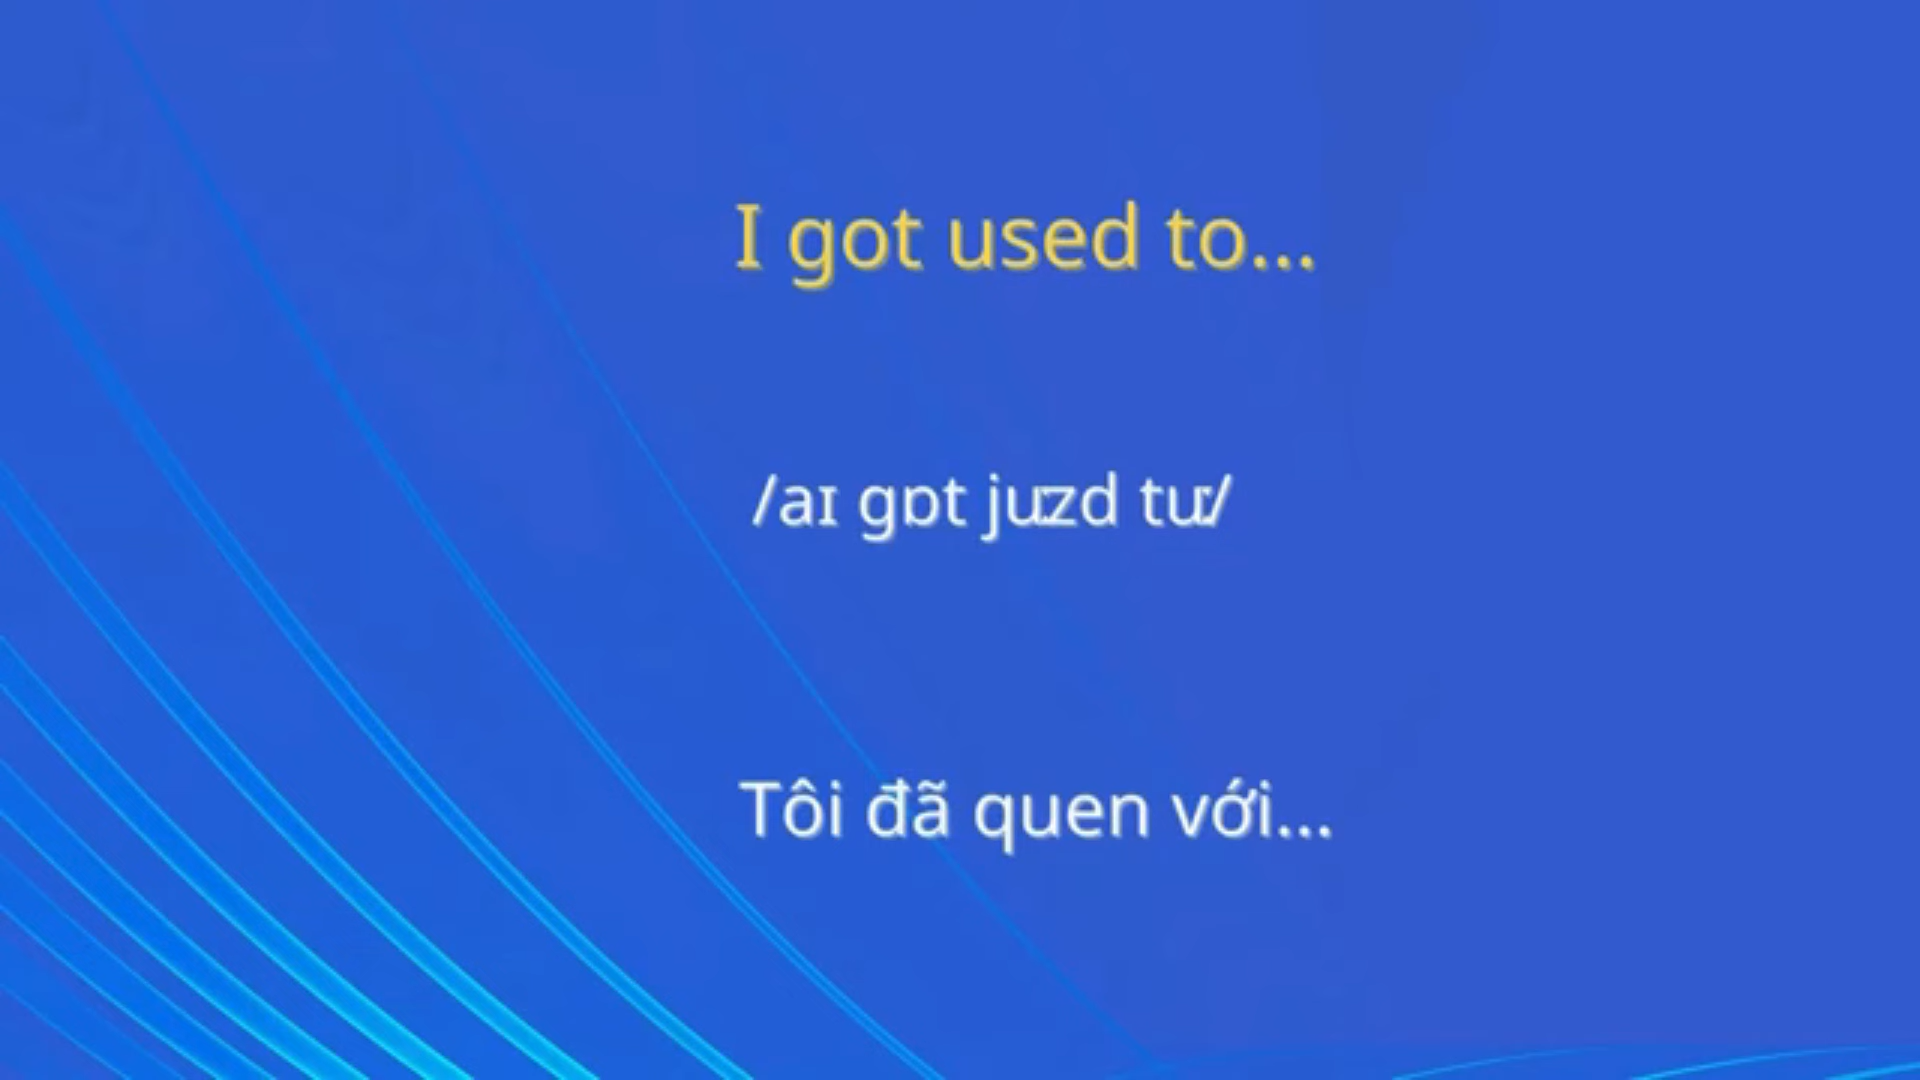 I got used to...
/aɪ gɒt juːzd tuː/
Tôi đã quen với...